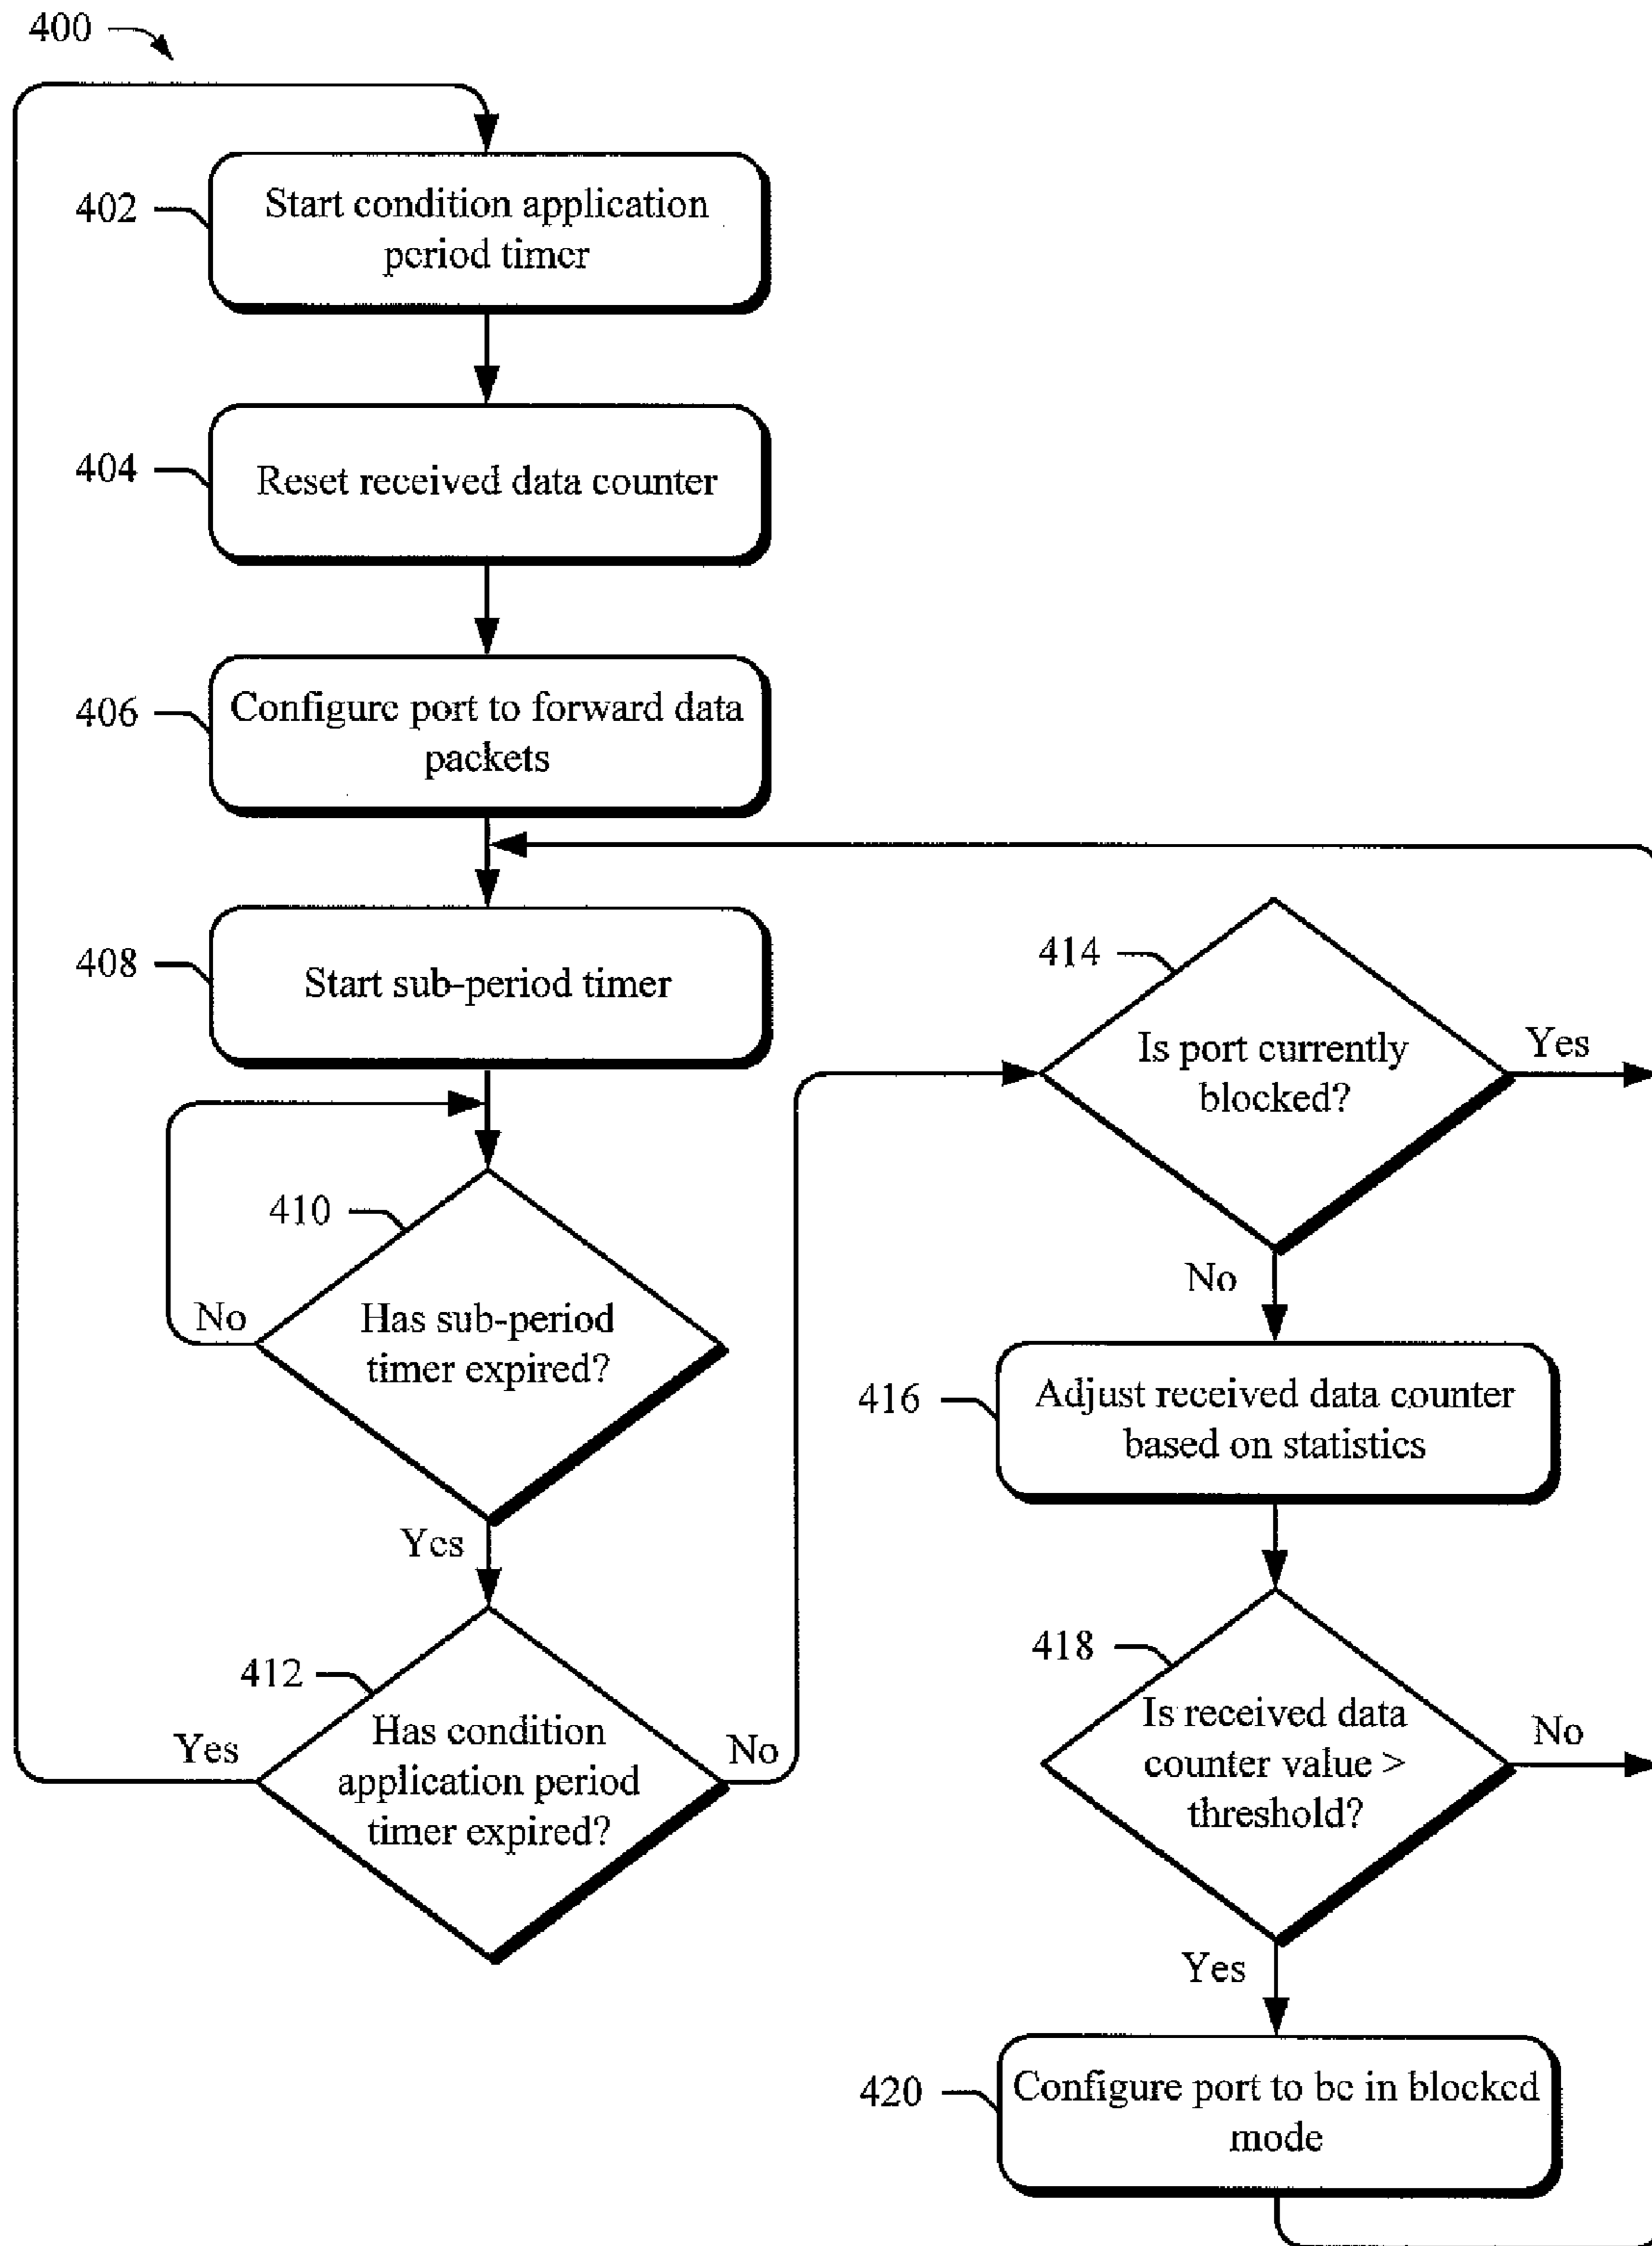 400
402
Start condition application
period timer
404
Reset received data counter
406
Configure port to forward data
packets
408
Start sub-period timer
410
Has sub-period
timer expired?
No
Yes
412
Has condition
application period
timer expired?
Yes
No
414
Is port currently
blocked?
Yes
No
416
Adjust received data counter
based on statistics
418
Is received data
counter value >
threshold?
No
Yes
420
Configure port to be in blocked
mode